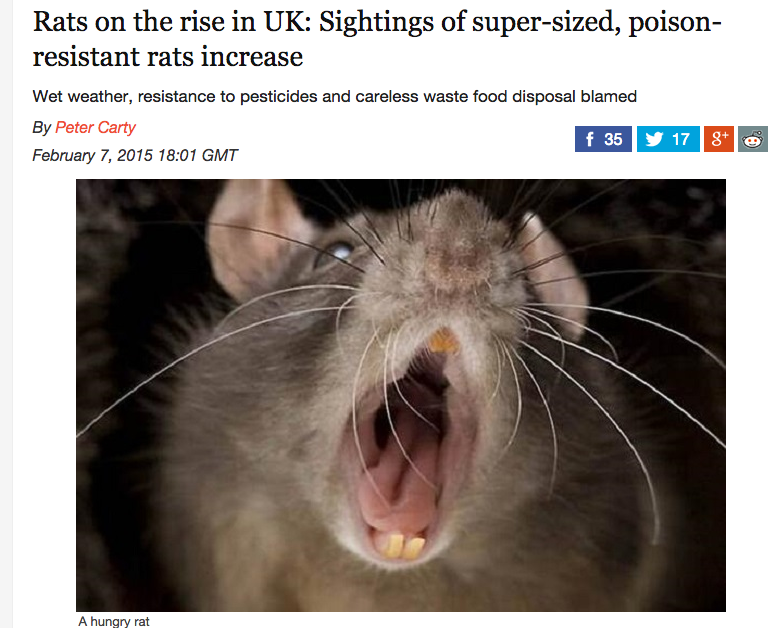 Rats on the rise in UK: Sightings of super-sized, poison-
resistant rats increase
Wet weather, resistance to pesticides and careless waste food disposal blamed
By Peter Carty
February 7, 2015 18:01 GMT
f 35
17
g+
A hungry rat